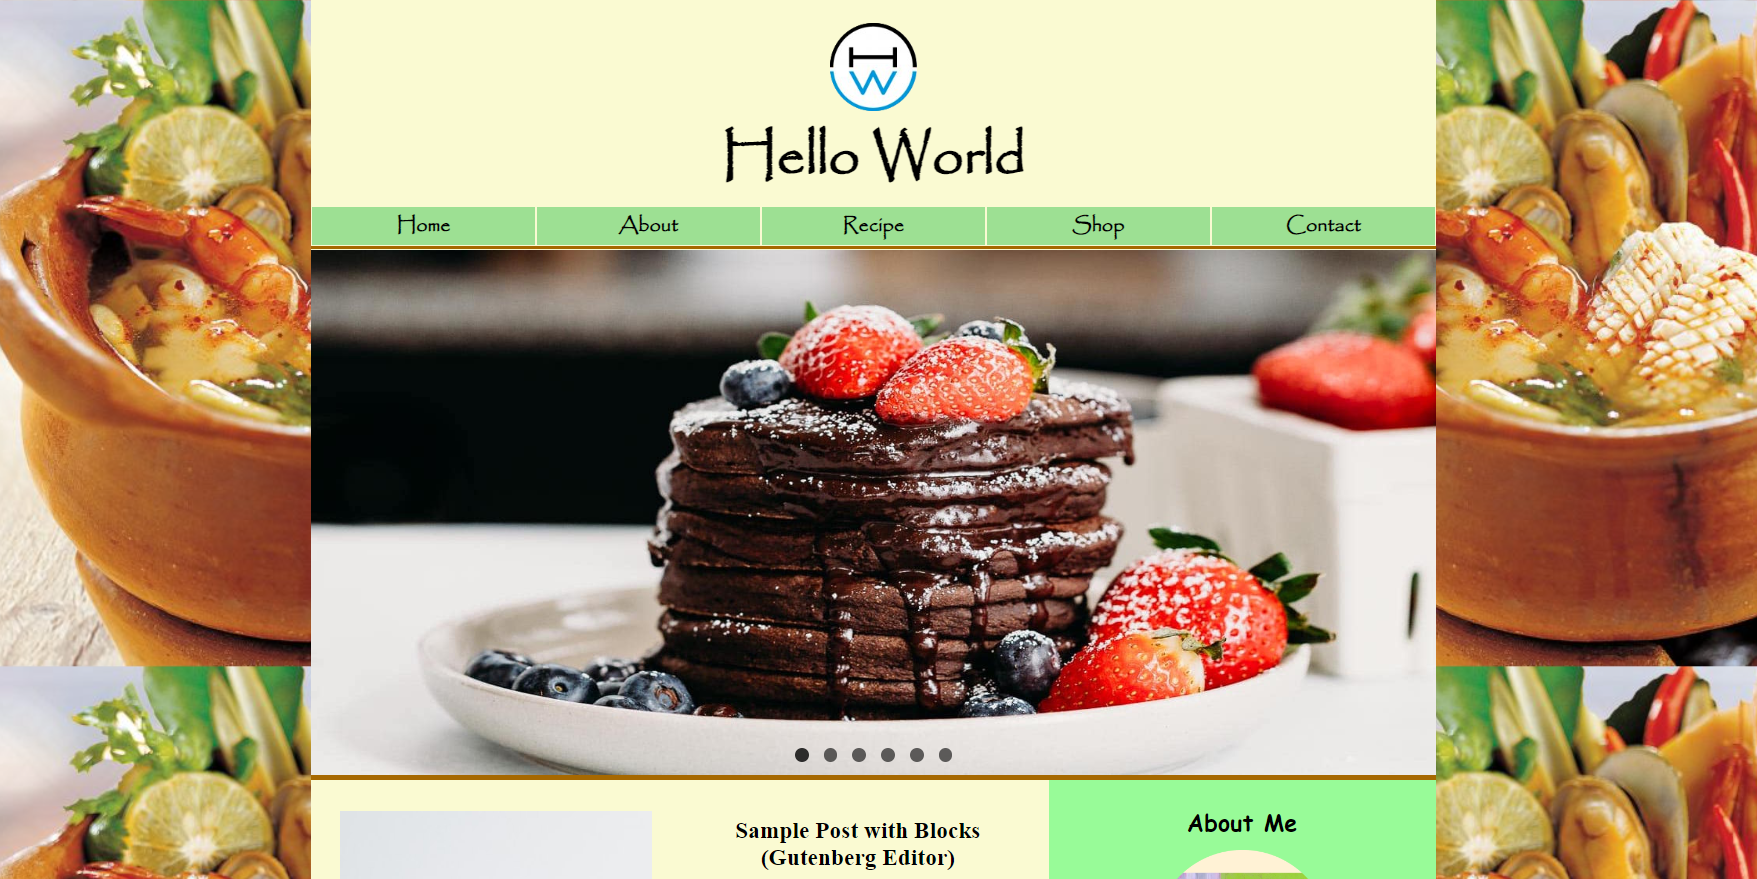 HW
Hello World
Home About Recipe Shop Contact
Sample Post with Blocks
(Gutenberg Editor)
About Me